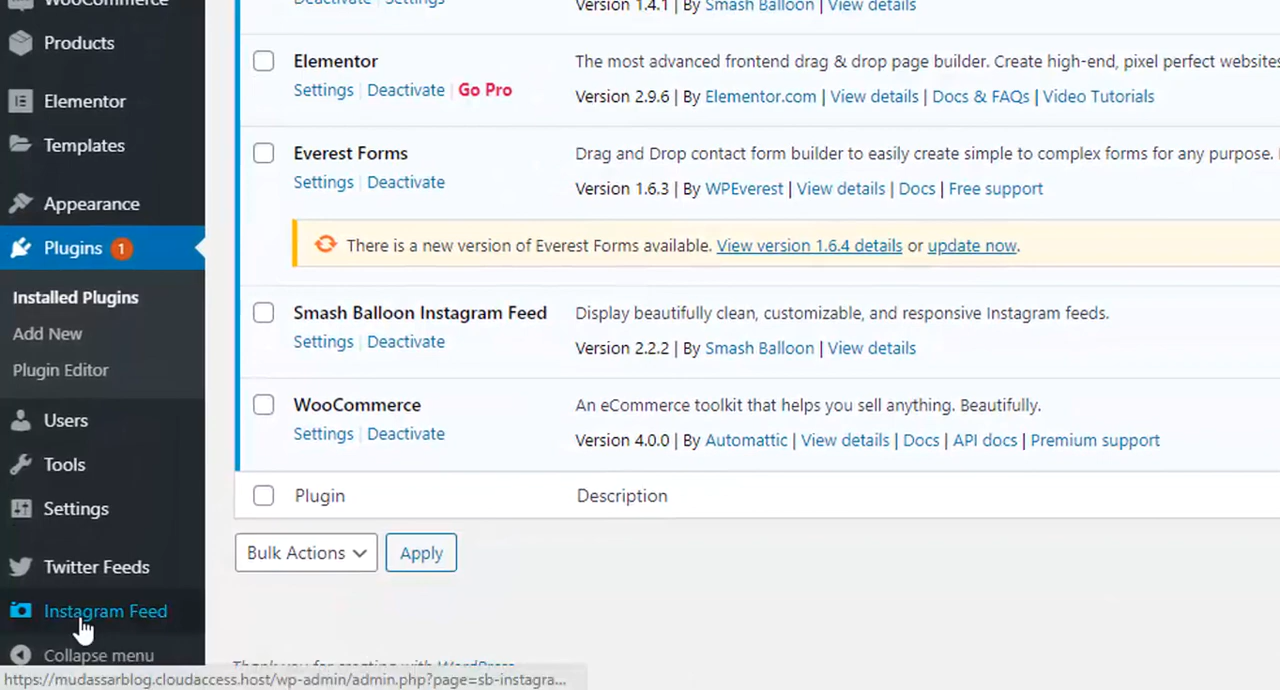 WooCommerce
Products
Elementor
Templates
Appearance
Plugins 1
Installed Plugins
Add New
Plugin Editor
Users
Tools
Settings
Twitter Feeds
Instagram Feed
Collapse menu
Deactivate | Settings
Version 1.4.1 | By Smash Balloon | View details
Elementor
Settings | Deactivate | Go Pro
The most advanced frontend drag & drop page builder. Create high-end, pixel perfect websites
Version 2.9.6 | By Elementor.com | View details | Docs & FAQs | Video Tutorials
Everest Forms
Settings | Deactivate
Drag and Drop contact form builder to easily create simple to complex forms for any purpose.
Version 1.6.3 | By WPEverest | View details | Docs | Free support
There is a new version of Everest Forms available. View version 1.6.4 details or update now.
Smash Balloon Instagram Feed
Settings | Deactivate
Display beautifully clean, customizable, and responsive Instagram feeds.
Version 2.2.2 | By Smash Balloon | View details
WooCommerce
Settings | Deactivate
An eCommerce toolkit that helps you sell anything. Beautifully.
Version 4.0.0 | By Automattic | View details | Docs | API docs | Premium support
Plugin
Description
Bulk Actions
Apply
Thank you for creating with WordPress
https://mudassarblog.cloudaccess.host/wp-admin/admin.php?page=sb-instagra...